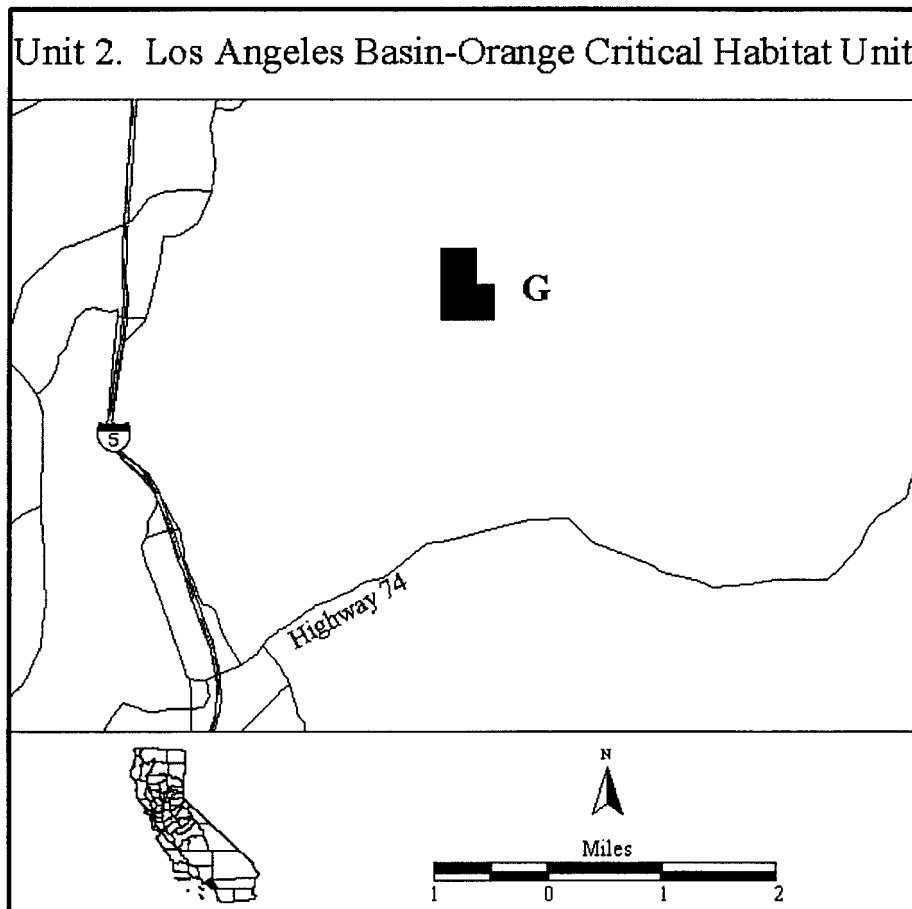 Unit 2. Los Angeles Basin-Orange Critical Habitat Unit
G
5
Highway 74
N
Miles
1 0 1 2